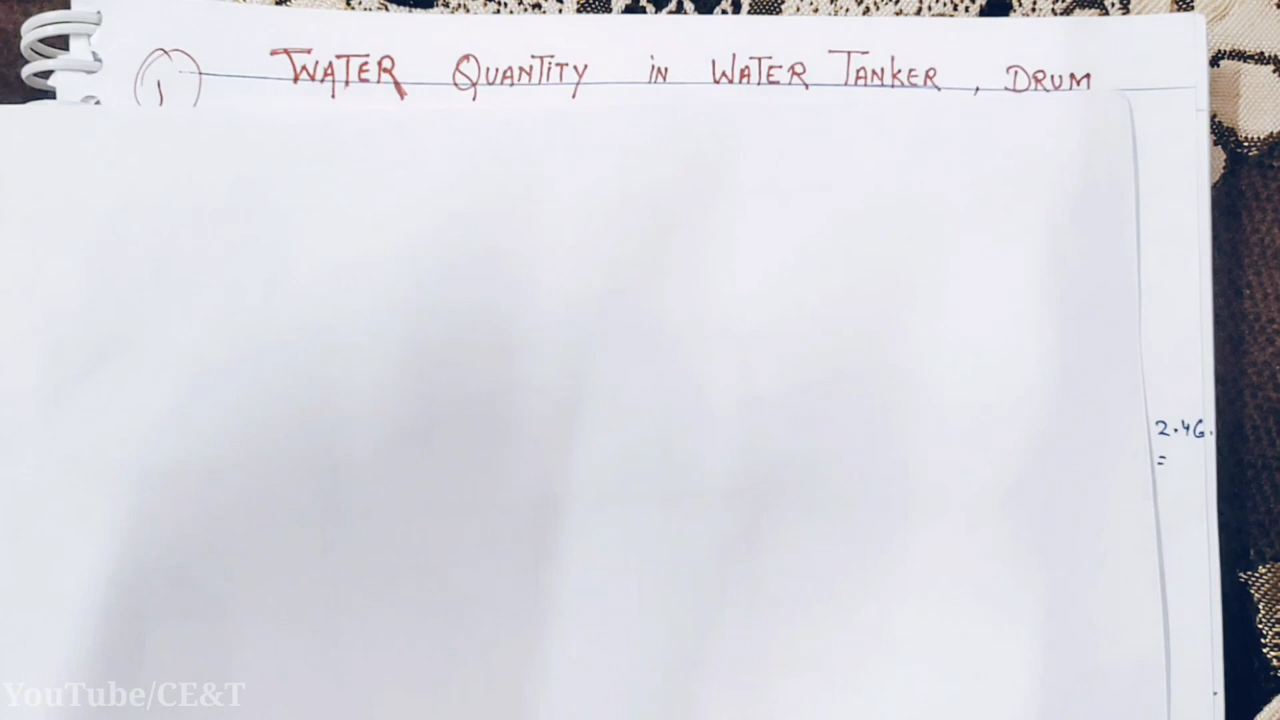 ① WATER QUANTITY in WATER TANKER, DRUM
2.46.
=
YouTube/CE&T